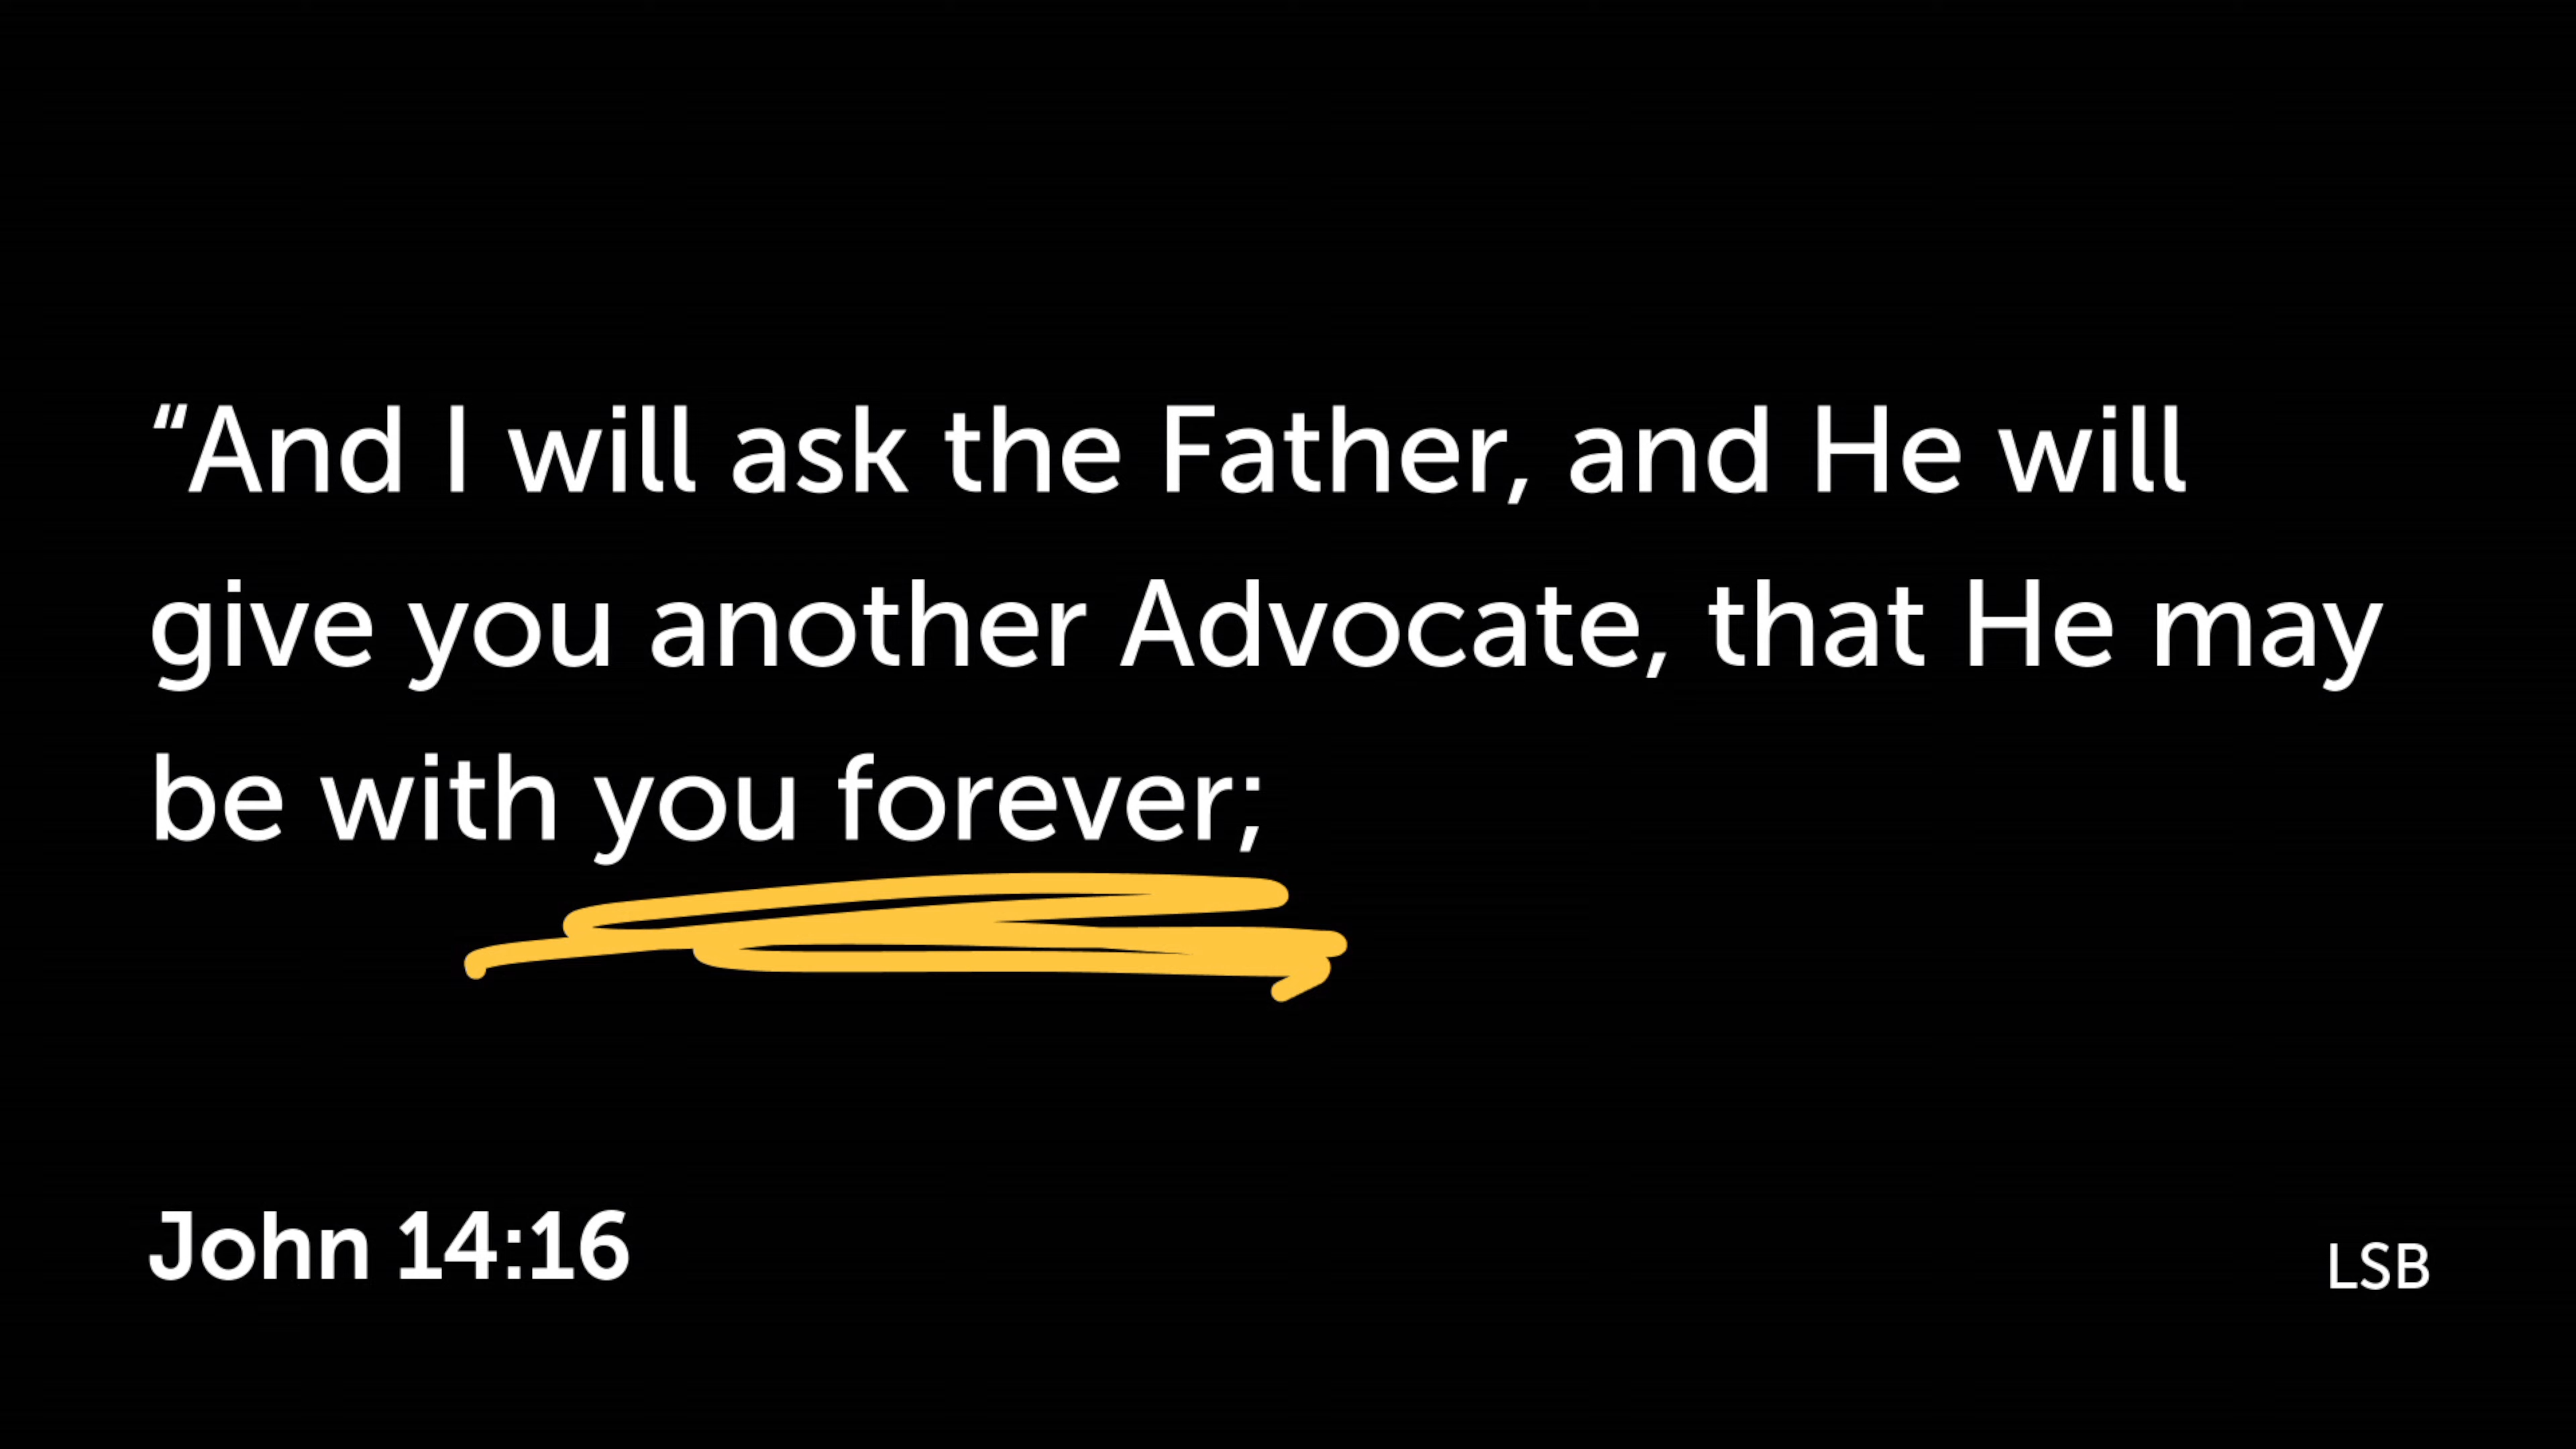 “And I will ask the Father, and He will
give you another Advocate, that He may
be with you forever;
John 14:16
LSB